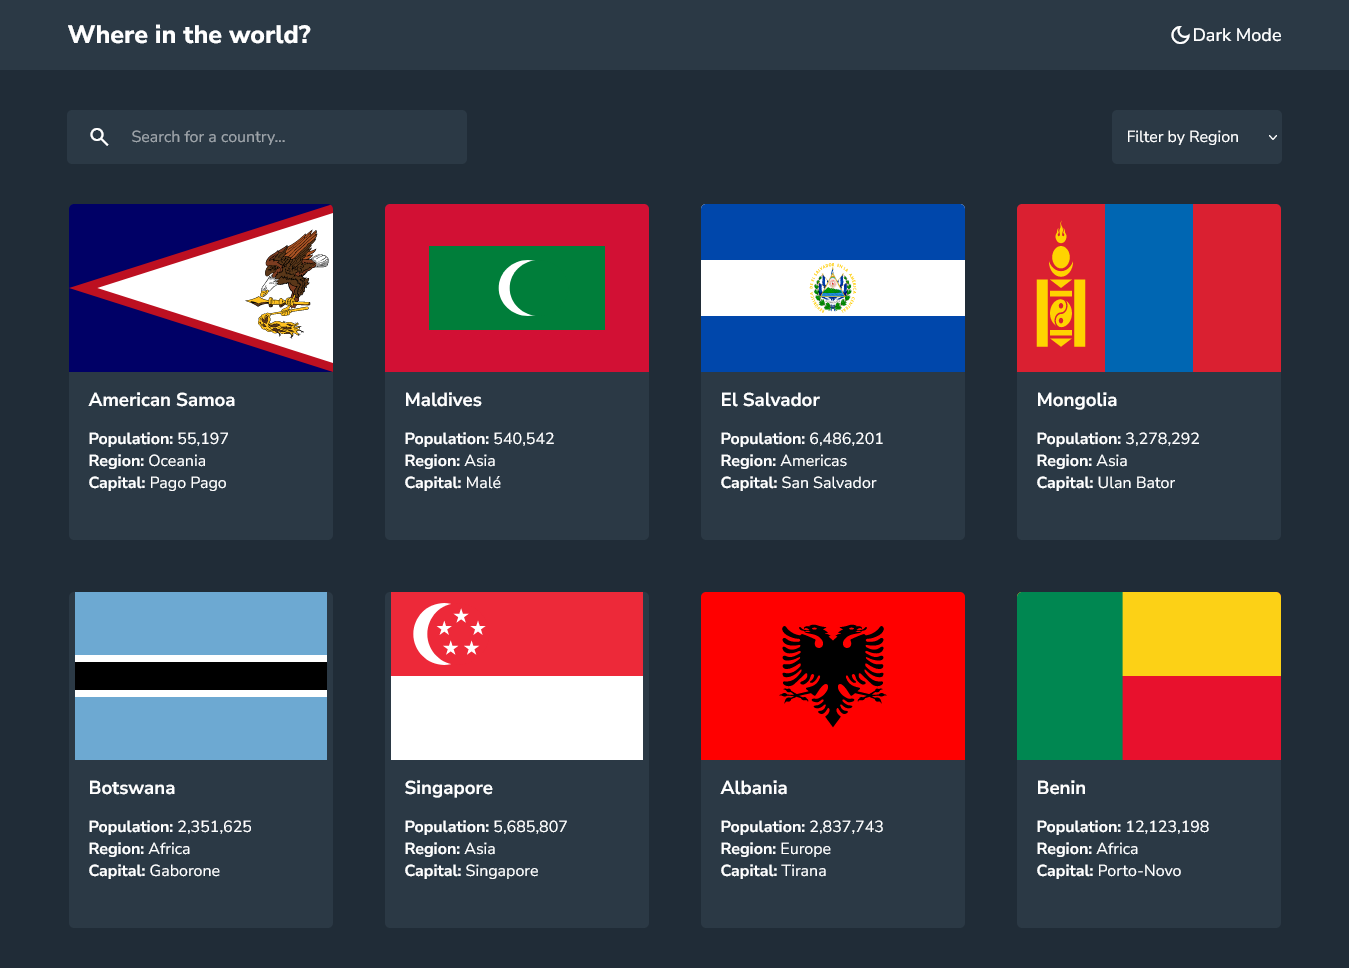 Where in the world?
Dark Mode
Search for a country...
Filter by Region
American Samoa
Population: 55,197
Region: Oceania
Capital: Pago Pago
Maldives
Population: 540,542
Region: Asia
Capital: Malé
El Salvador
Population: 6,486,201
Region: Americas
Capital: San Salvador
Mongolia
Population: 3,278,292
Region: Asia
Capital: Ulan Bator
Botswana
Population: 2,351,625
Region: Africa
Capital: Gaborone
Singapore
Population: 5,685,807
Region: Asia
Capital: Singapore
Albania
Population: 2,837,743
Region: Europe
Capital: Tirana
Benin
Population: 12,123,198
Region: Africa
Capital: Porto-Novo